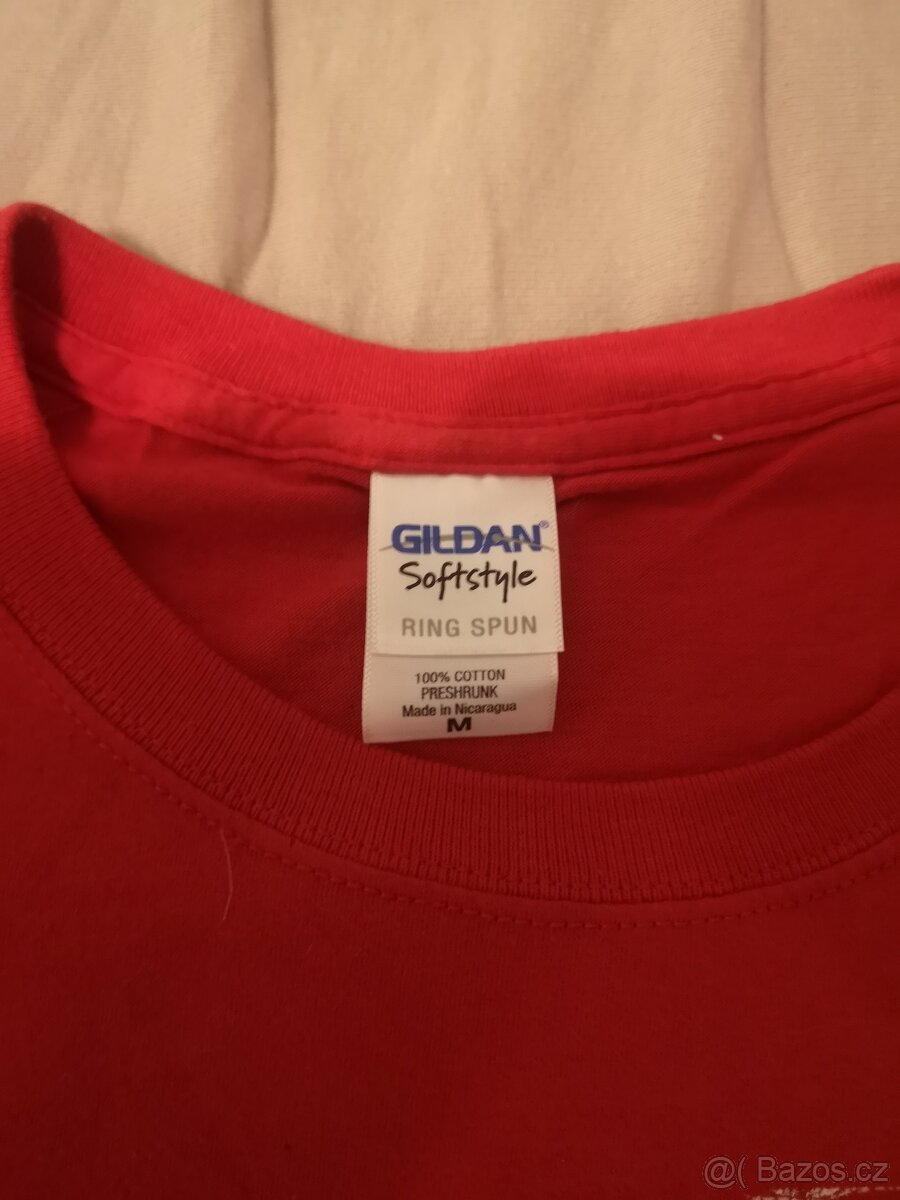 GILDAN®
Softstyle
RING SPUN
100% COTTON
PRESHRUNK
Made in Nicaragua
M
@( Bazos.cz